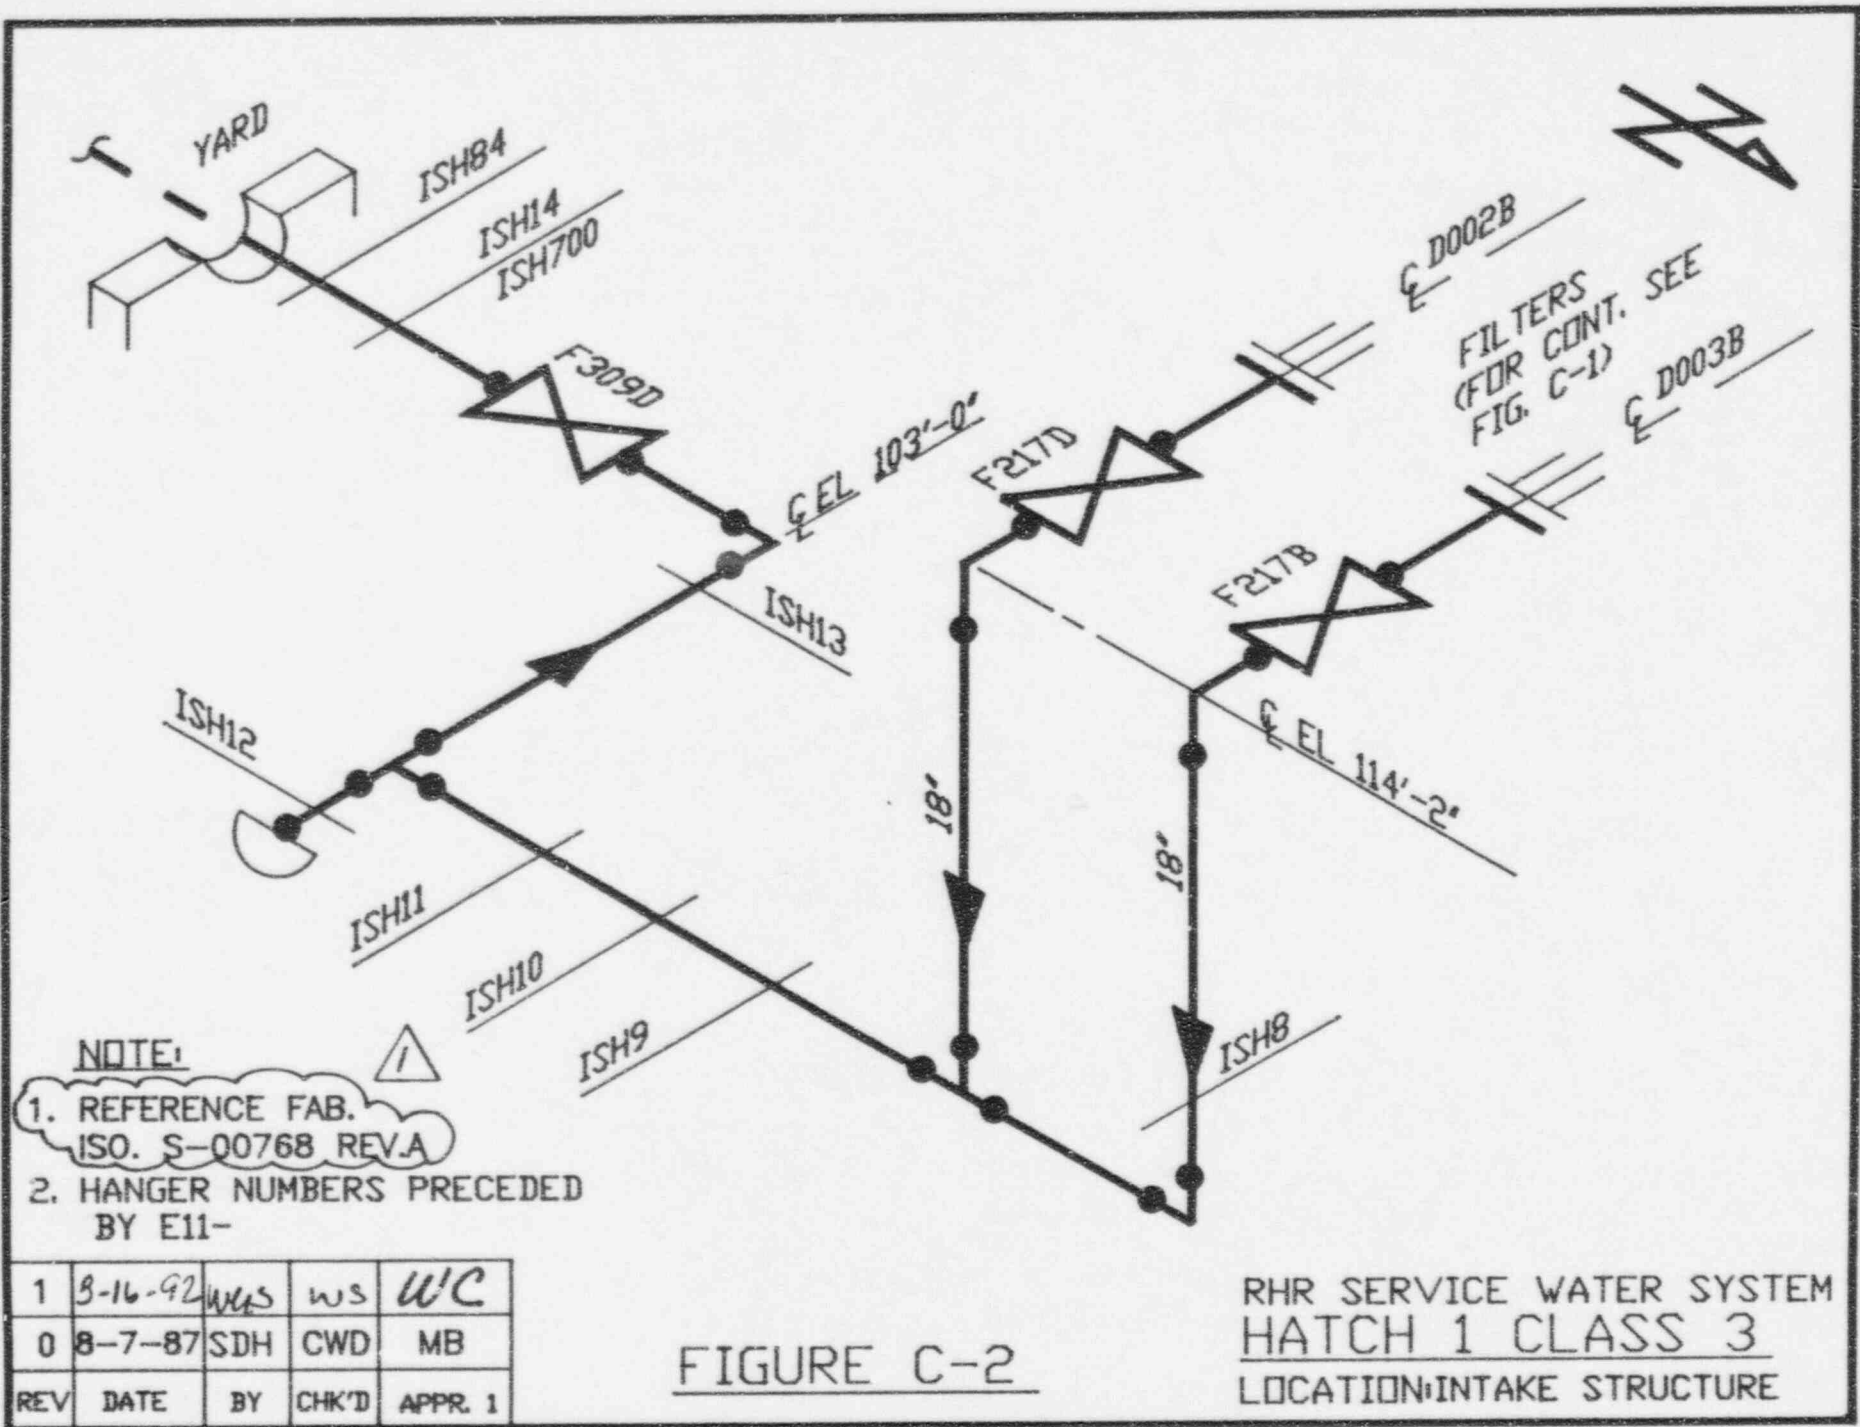 YARD
ISH84
ISH14
ISH700
F309D
℄ EL 103'-0"
℄ D002B
FILTERS
(FOR CONT. SEE
FIG. C-1)
℄ D003B
F217D
F217B
ISH13
ISH12
℄ EL 114'-2"
18"
18"
ISH11
ISH10
ISH9
ISH8
NOTE:
1
1. REFERENCE FAB.
ISO. S-00768 REV.A
2. HANGER NUMBERS PRECEDED
BY E11-
1 3-16-92 WGS WS WC
0 8-7-87 SDH CWD MB
REV DATE BY CHK'D APPR. 1
FIGURE C-2
RHR SERVICE WATER SYSTEM
HATCH 1 CLASS 3
LOCATION:INTAKE STRUCTURE